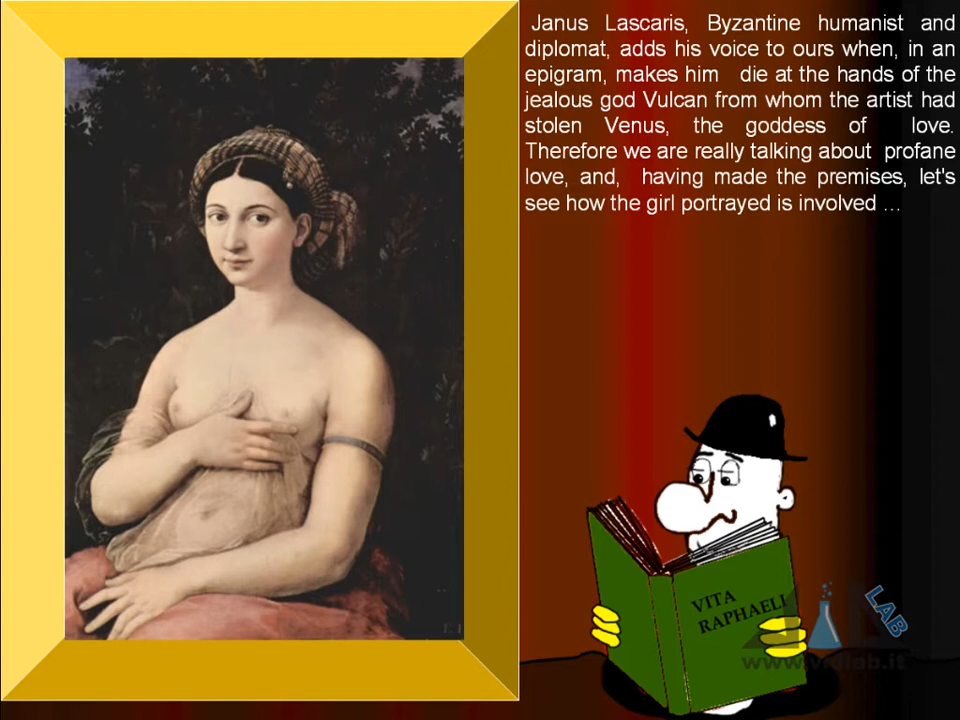 Janus Lascaris, Byzantine humanist and
diplomat, adds his voice to ours when, in an
epigram, makes him die at the hands of the
jealous god Vulcan from whom the artist had
stolen Venus, the goddess of love.
Therefore we are really talking about profane
love, and, having made the premises, let's
see how the girl portrayed is involved ...
VITA
RAPHAELI
LAB
www.vidlab.it